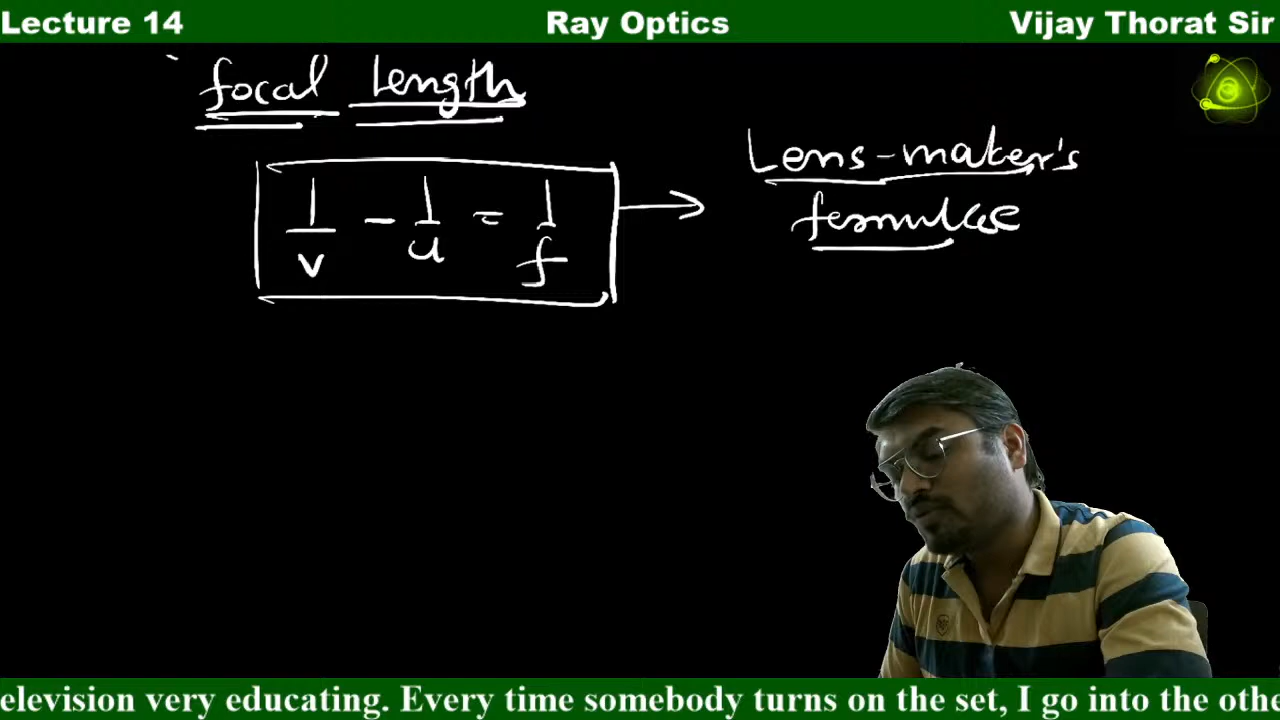 Lecture 14 Ray Optics Vijay Thorat Sir
focal Length
1/v - 1/u = 1/f
Lens-maker's
formulae
elevision very educating. Every time somebody turns on the set, I go into the othe